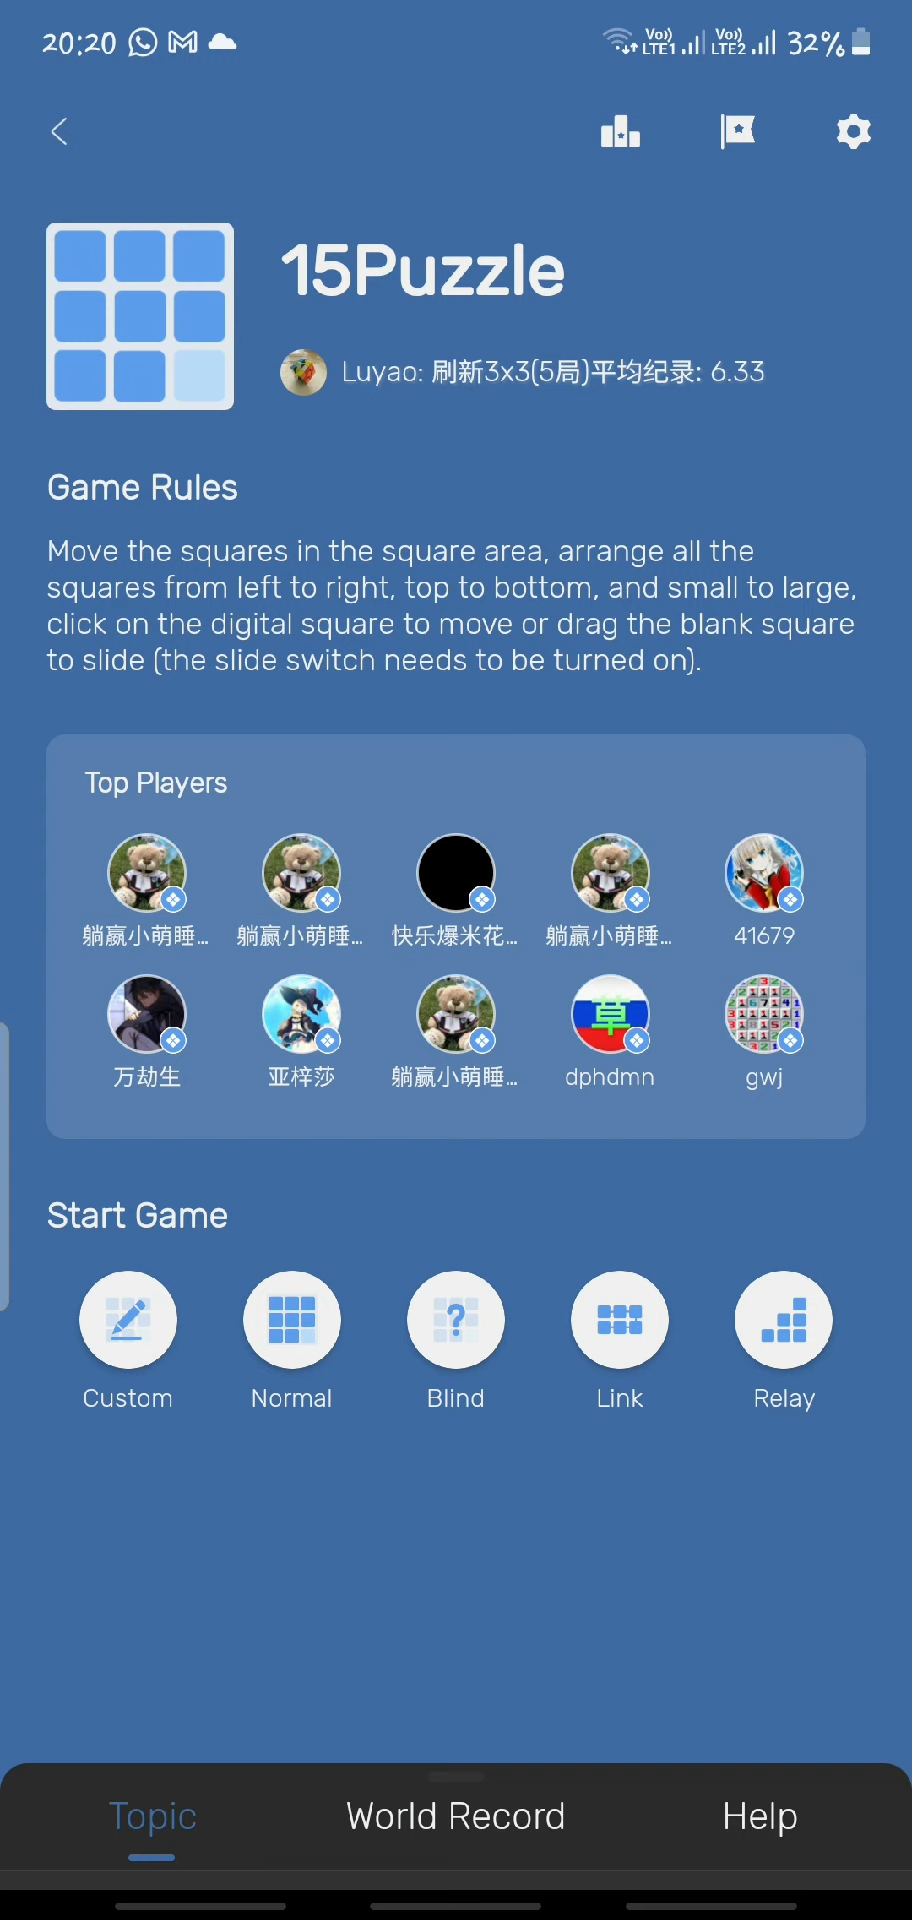 20:20
Vo)) LTE1 Vo)) LTE2 32%
15Puzzle
Luyao: 刷新3x3(5局)平均纪录: 6.33
Game Rules
Move the squares in the square area, arrange all the
squares from left to right, top to bottom, and small to large,
click on the digital square to move or drag the blank square
to slide (the slide switch needs to be turned on).
Top Players
躺赢小萌睡... 躺赢小萌睡... 快乐爆米花... 躺赢小萌睡... 41679
草
万劫生 亚梓莎 躺赢小萌睡... dphdmn gwj
Start Game
?
Custom Normal Blind Link Relay
Topic World Record Help